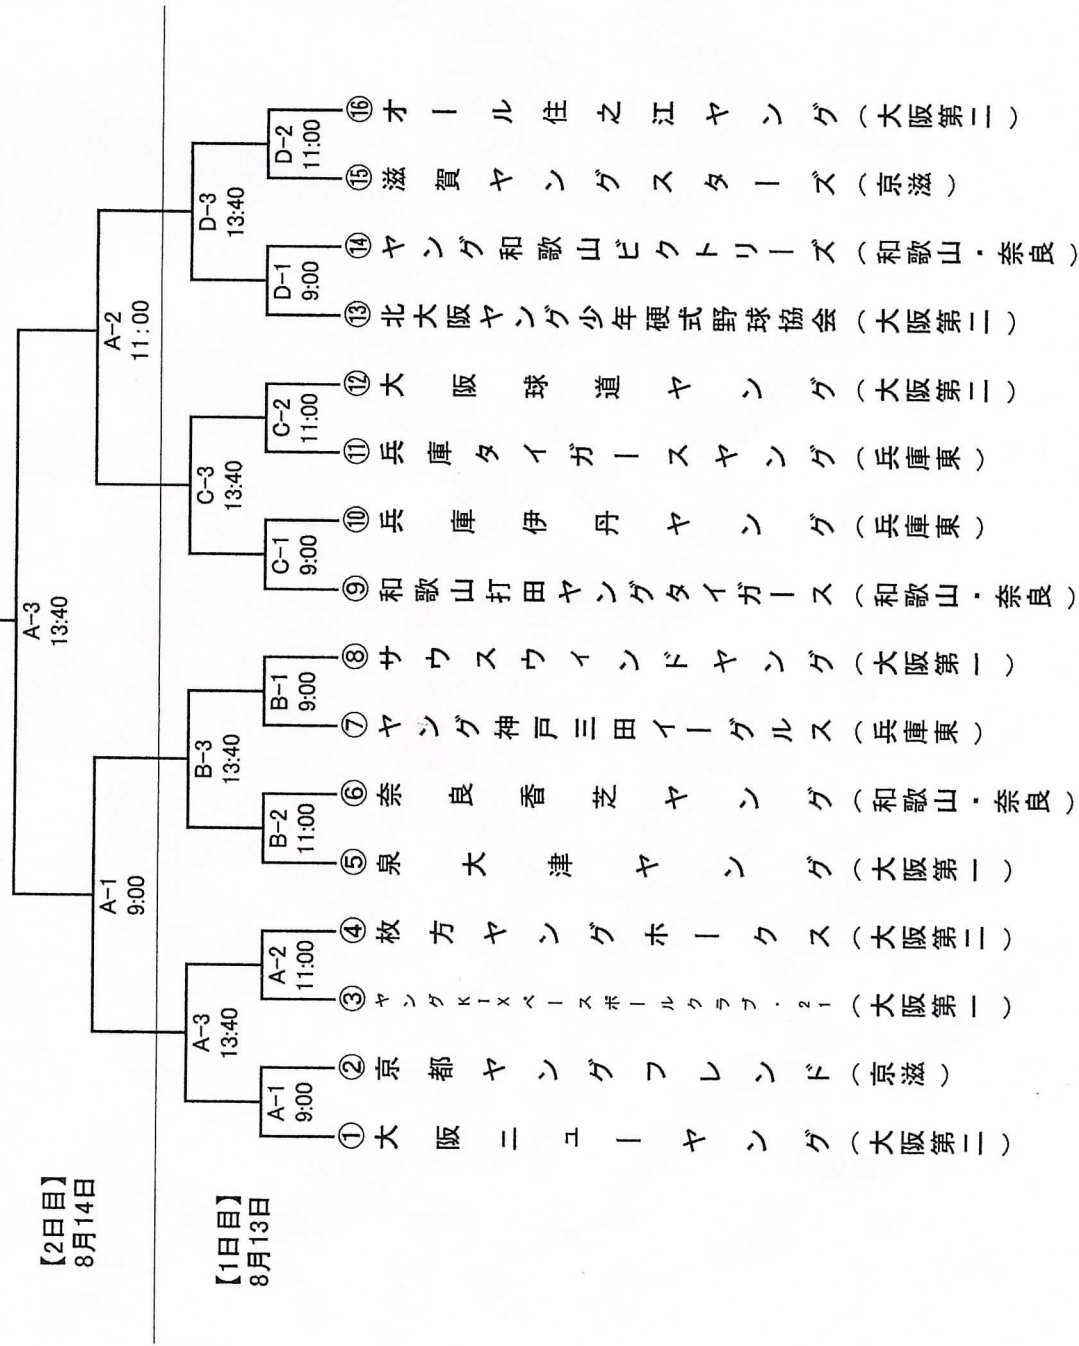 A-3
13:40
A-1
9:00
A-2
11:00
【2日目】
8月14日
【1日目】
8月13日
A-3
13:40
B-3
13:40
C-3
13:40
D-3
13:40
A-1
9:00
A-2
11:00
B-2
11:00
B-1
9:00
C-1
9:00
C-2
11:00
D-1
9:00
D-2
11:00
①大阪ニューヤング(大阪第二)
②京都ヤングフレンド(京滋)
③ヤングKIXベースボールクラブ・21(大阪第一)
④枚方ヤングホークス(大阪第二)
⑤泉大津ヤング(大阪第一)
⑥奈良香芝ヤング(和歌山・奈良)
⑦ヤング神戸三田イーグルス(兵庫東)
⑧サウスウィンドヤング(大阪第一)
⑨和歌山打田ヤングタイガース(和歌山・奈良)
⑩兵庫伊丹ヤング(兵庫東)
⑪兵庫タイガースヤング(兵庫東)
⑫大阪球道ヤング(大阪第二)
⑬北大阪ヤング少年硬式野球協会(大阪第二)
⑭ヤング和歌山ビクトリーズ(和歌山・奈良)
⑮滋賀ヤングスターズ(京滋)
⑯オール住之江ヤング(大阪第二)